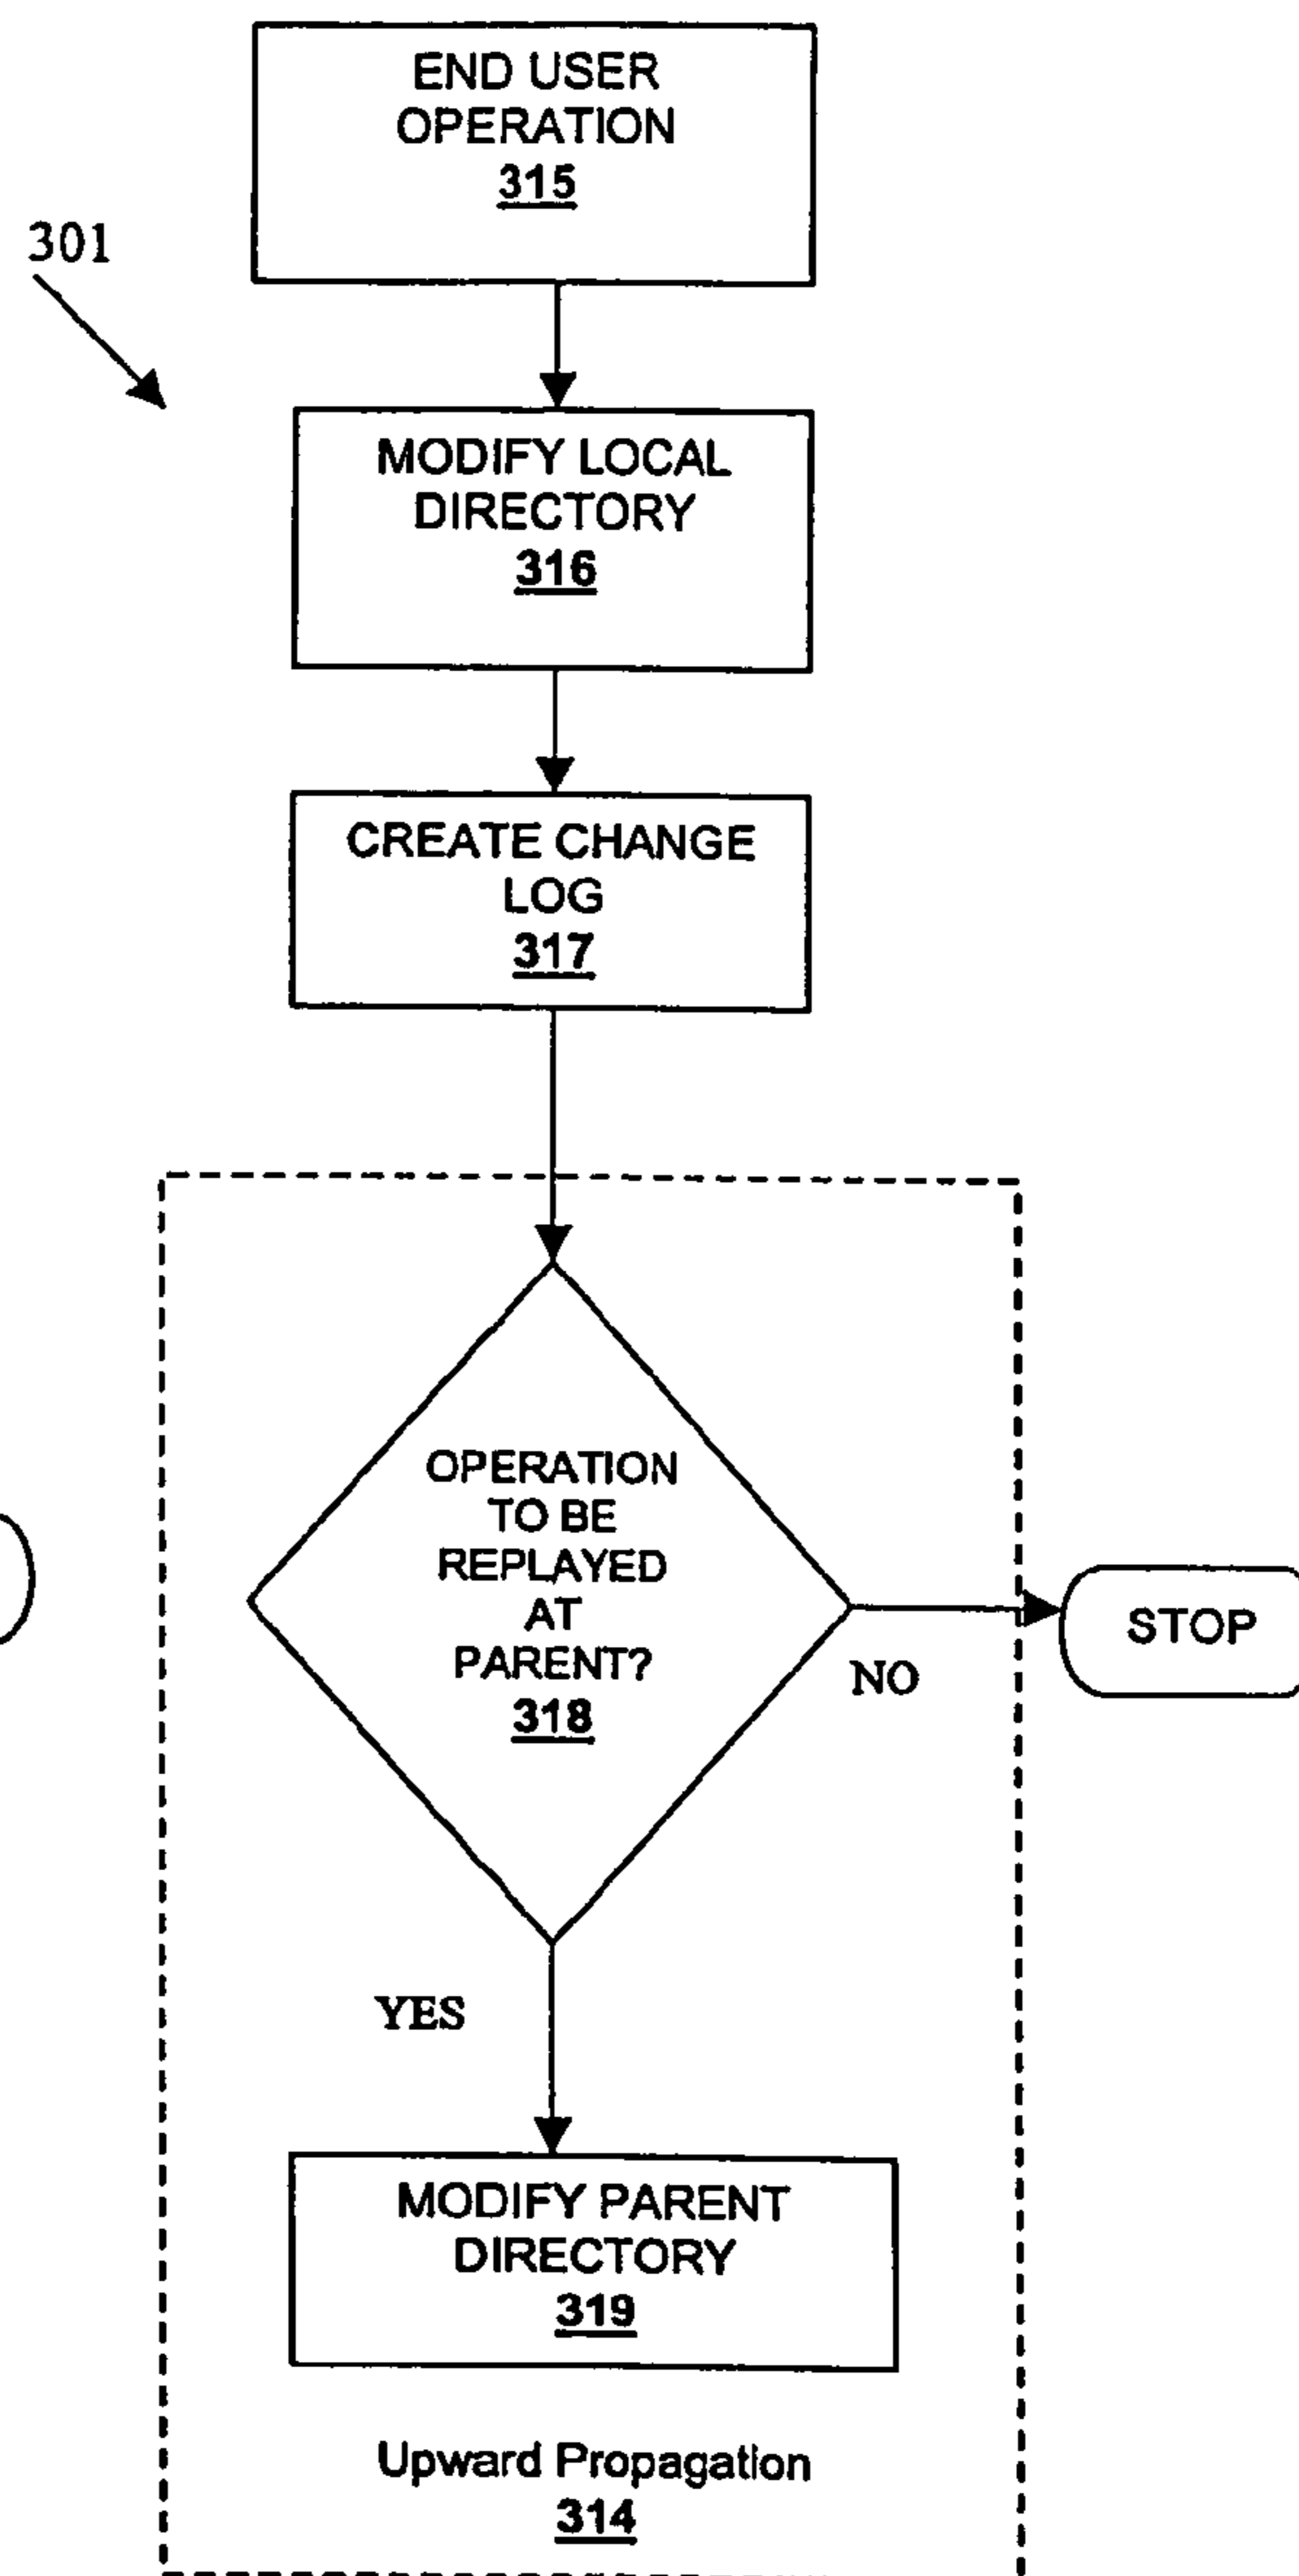 END USER
OPERATION
315
301
MODIFY LOCAL
DIRECTORY
316
CREATE CHANGE
LOG
317
OPERATION
TO BE
REPLAYED
AT
PARENT?
318
NO
STOP
YES
MODIFY PARENT
DIRECTORY
319
Upward Propagation
314